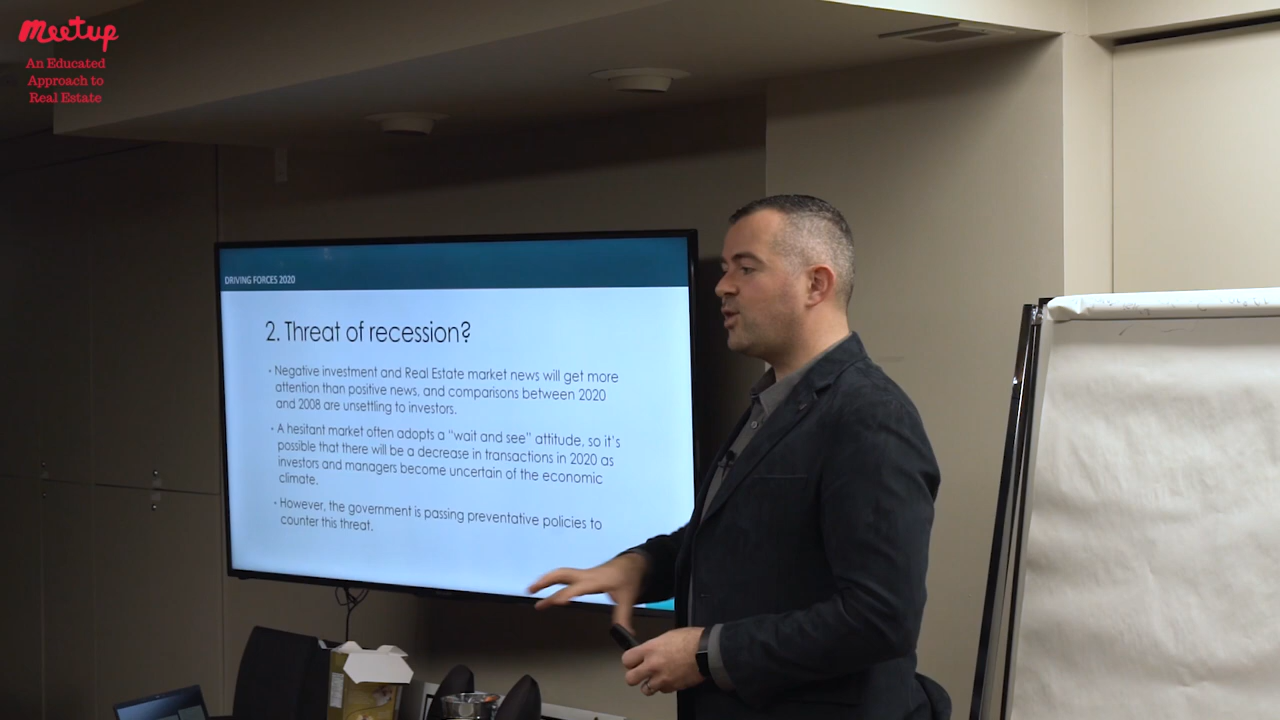 Meetup
An Educated
Approach to
Real Estate
DRIVING FORCES 2020
2. Threat of recession?
• Negative investment and Real Estate market news will get more
attention than positive news, and comparisons between 2020
and 2008 are unsettling to investors.
• A hesitant market often adopts a "wait and see" attitude, so it's
possible that there will be a decrease in transactions in 2020 as
investors and managers become uncertain of the economic
climate.
• However, the government is passing preventative policies to
counter this threat.